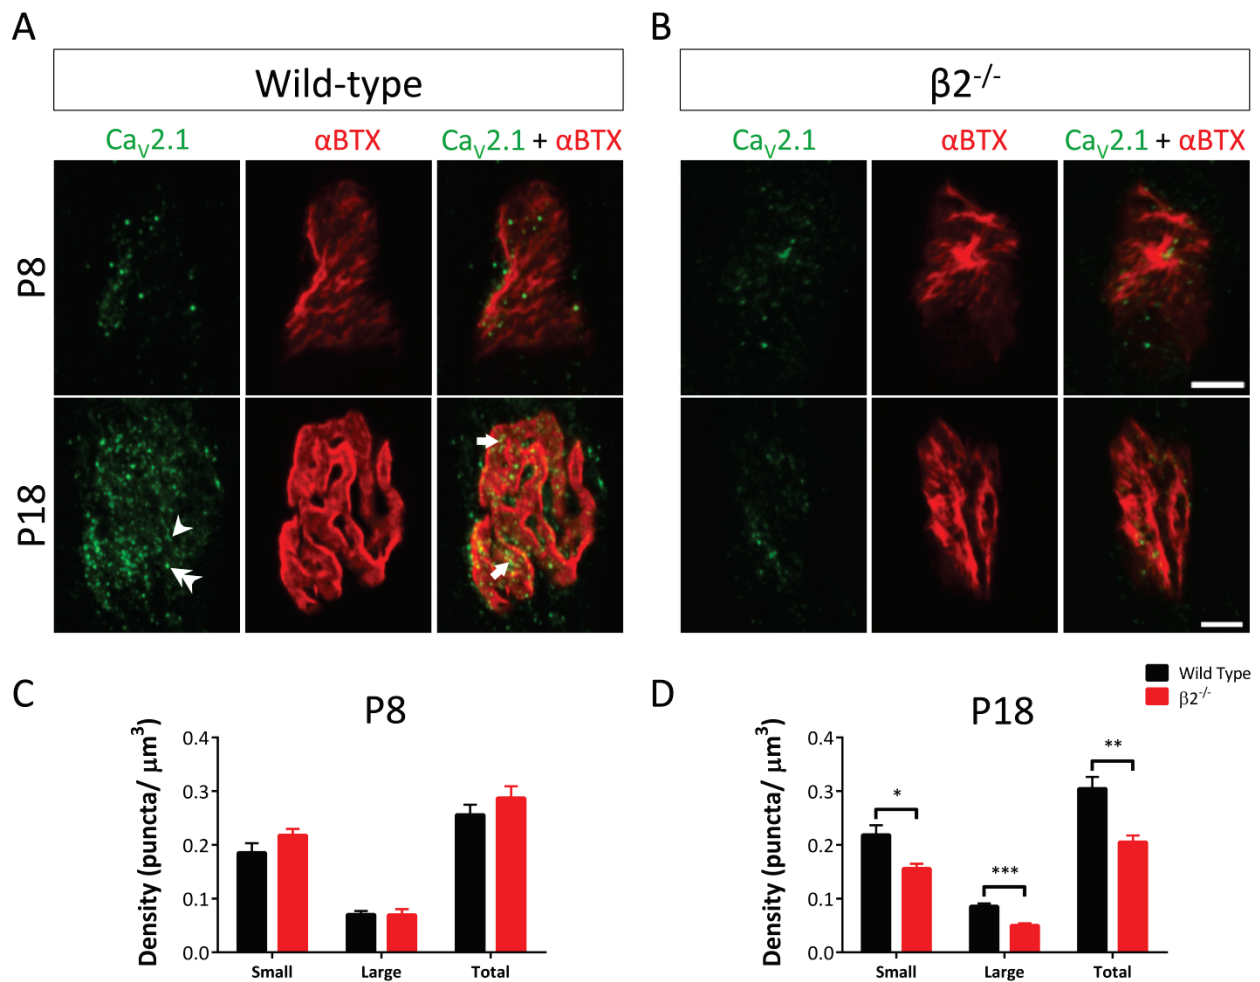 A
B
Wild-type
β2-/-
CaV2.1
αBTX
CaV2.1 + αBTX
CaV2.1
αBTX
CaV2.1 + αBTX
P8
P18
Wild Type
β2-/-
C
P8
D
P18
Density (puncta/ μm3)
0.4
0.3
0.2
0.1
0.0
Small
Large
Total
Density (puncta/ μm3)
0.4
0.3
0.2
0.1
0.0
*
***
**
Small
Large
Total